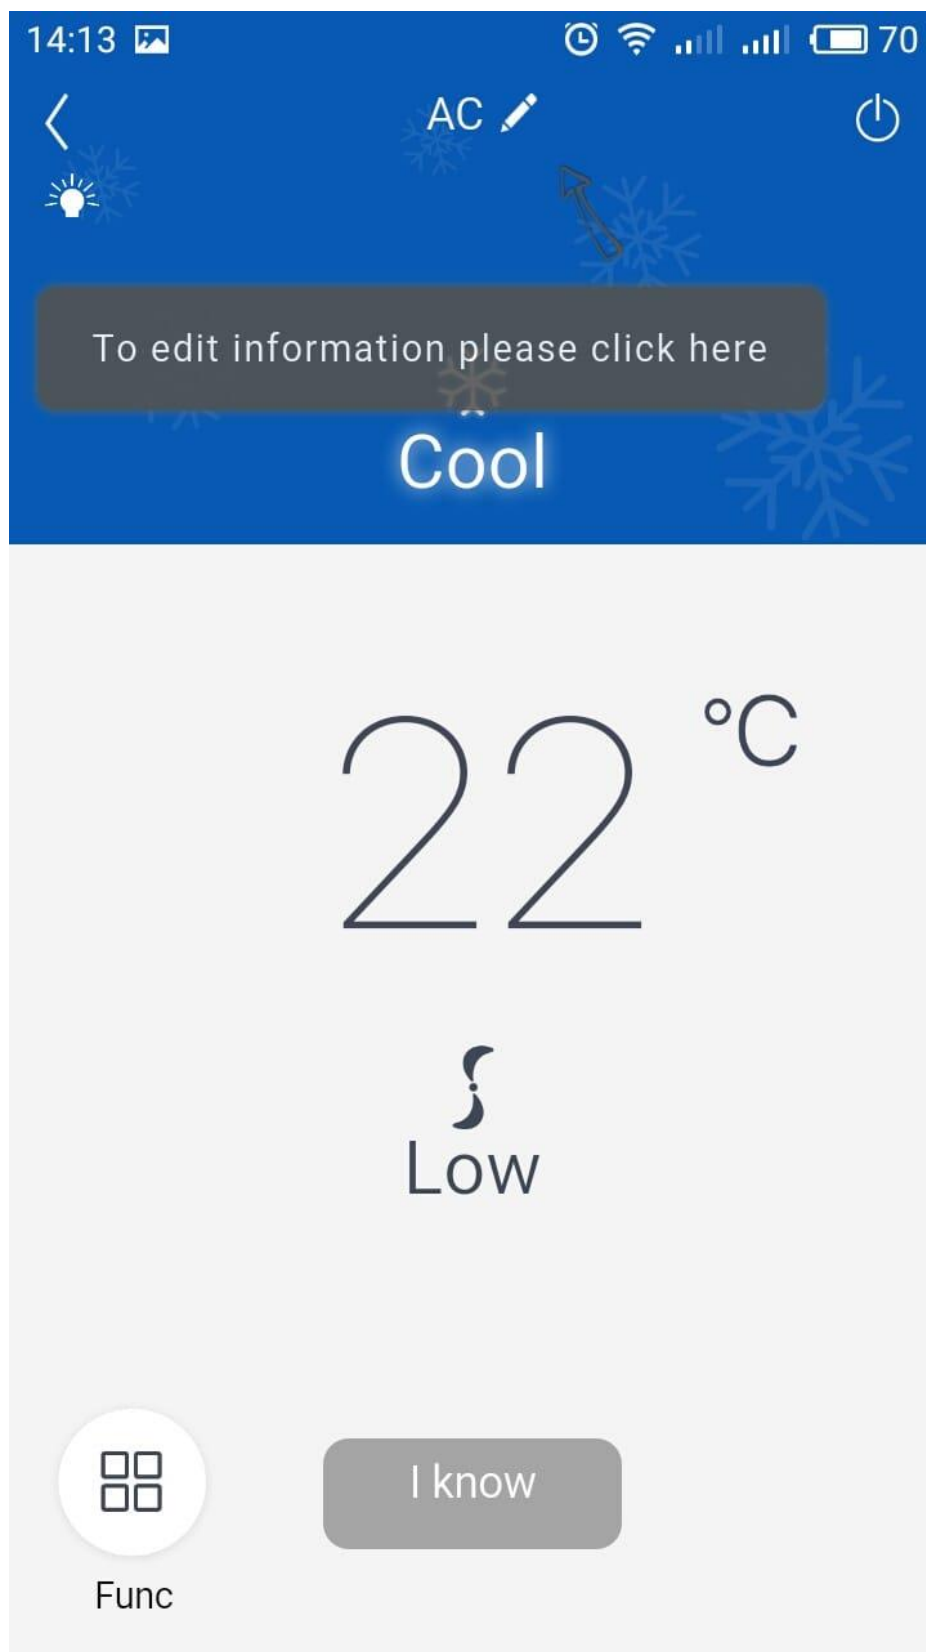 14:13 70
AC
To edit information please click here
Cool
22 °C
Low
I know
Func